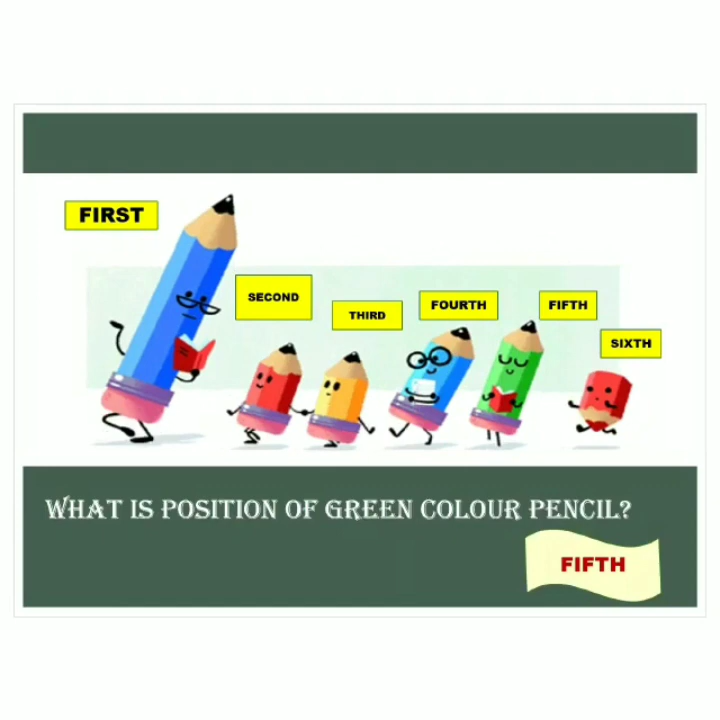 FIRST
SECOND
THIRD
FOURTH
FIFTH
SIXTH
WHAT IS POSITION OF GREEN COLOUR PENCIL?
FIFTH